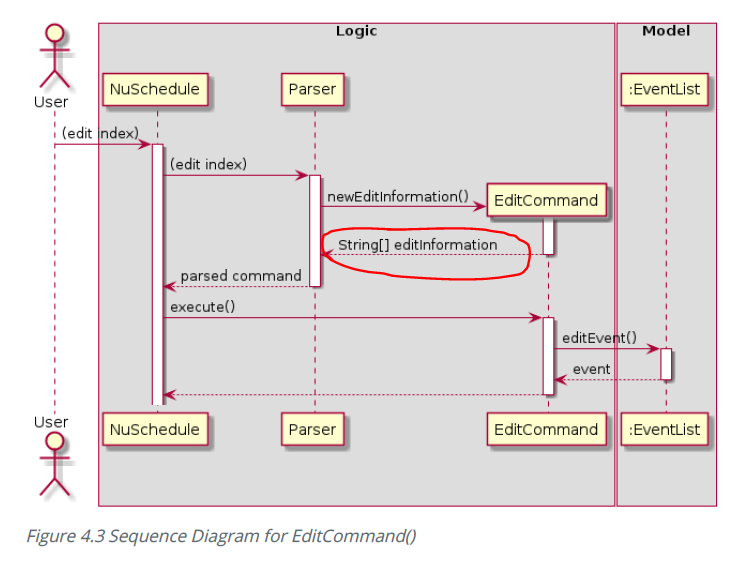 Logic
Model
User
NuSchedule
Parser
:EventList
(edit index)
(edit index)
newEditInformation()
EditCommand
String[] editInformation
parsed command
execute()
editEvent()
event
User
NuSchedule
Parser
EditCommand
:EventList
Figure 4.3 Sequence Diagram for EditCommand()